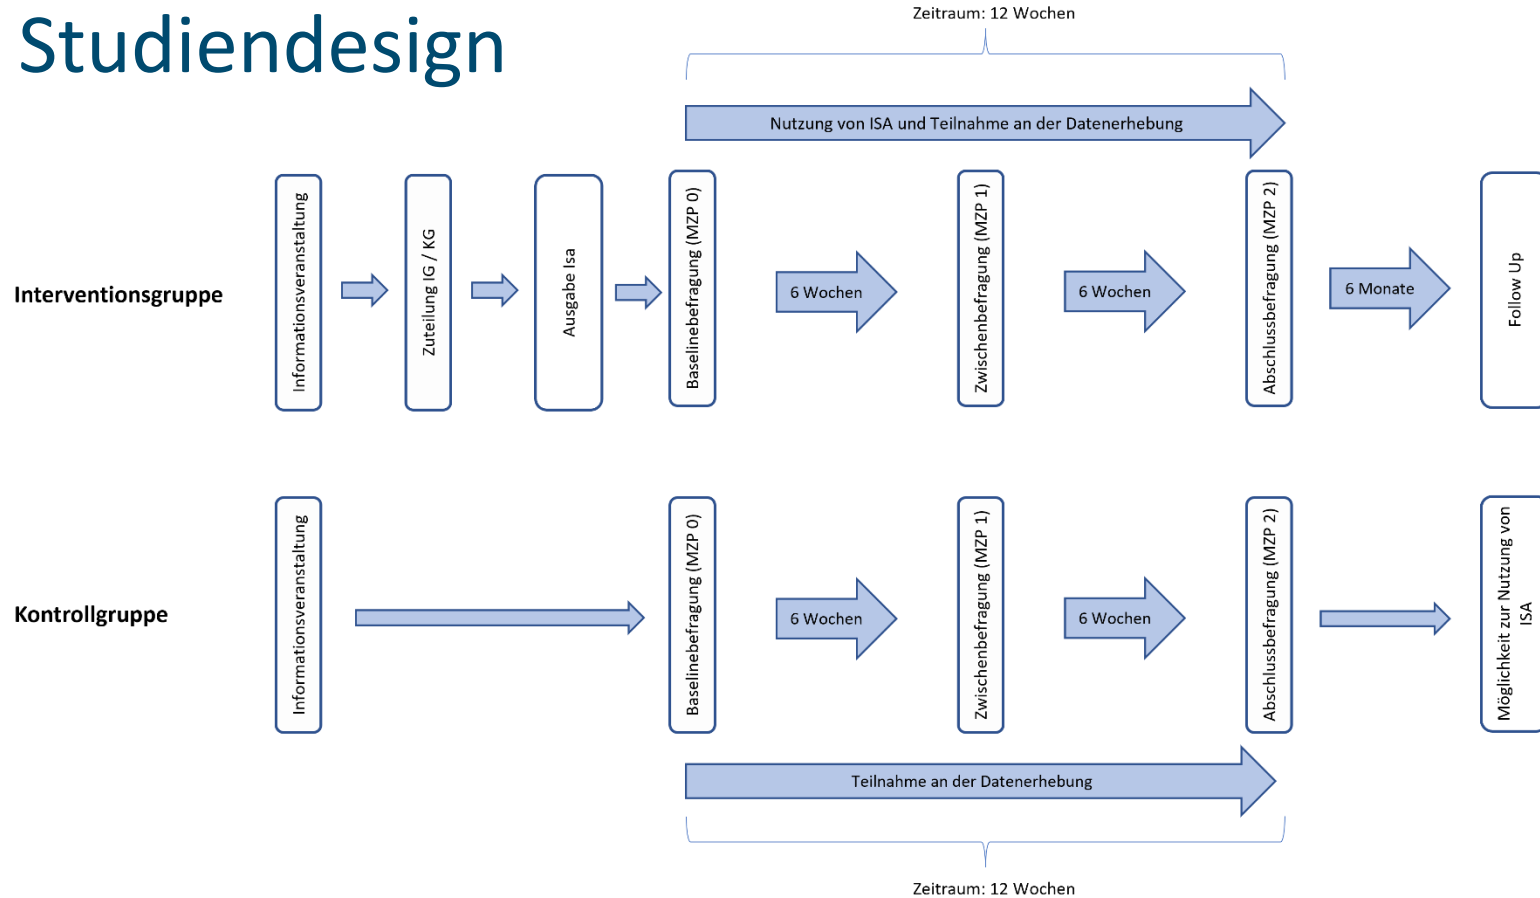 Studiendesign
Zeitraum: 12 Wochen
Nutzung von ISA und Teilnahme an der Datenerhebung
Interventionsgruppe
Informationsveranstaltung
Zuteilung IG / KG
Ausgabe Isa
Baselinebefragung (MZP 0)
6 Wochen
Zwischenbefragung (MZP 1)
6 Wochen
Abschlussbefragung (MZP 2)
6 Monate
Follow Up
Kontrollgruppe
Informationsveranstaltung
Baselinebefragung (MZP 0)
6 Wochen
Zwischenbefragung (MZP 1)
6 Wochen
Abschlussbefragung (MZP 2)
Möglichkeit zur Nutzung von
ISA
Teilnahme an der Datenerhebung
Zeitraum: 12 Wochen